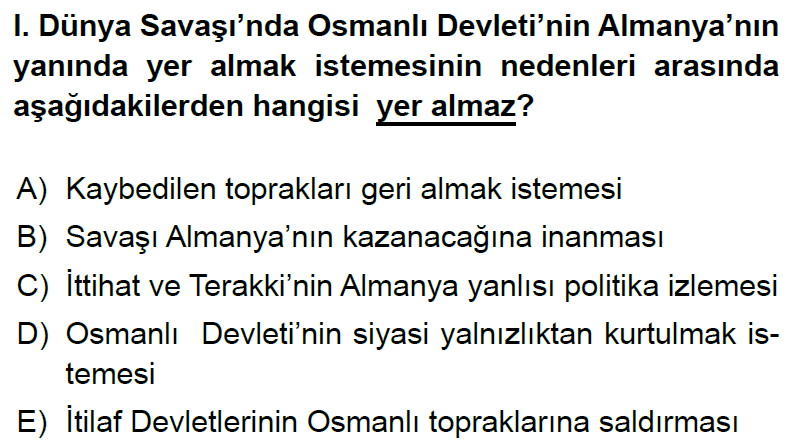 I. Dünya Savaşı’nda Osmanlı Devleti’nin Almanya’nın
yanında yer almak istemesinin nedenleri arasında
aşağıdakilerden hangisi yer almaz?
A) Kaybedilen toprakları geri almak istemesi
B) Savaşı Almanya’nın kazanacağına inanması
C) İttihat ve Terakki’nin Almanya yanlısı politika izlemesi
D) Osmanlı Devleti’nin siyasi yalnızlıktan kurtulmak is-
temesi
E) İtilaf Devletlerinin Osmanlı topraklarına saldırması